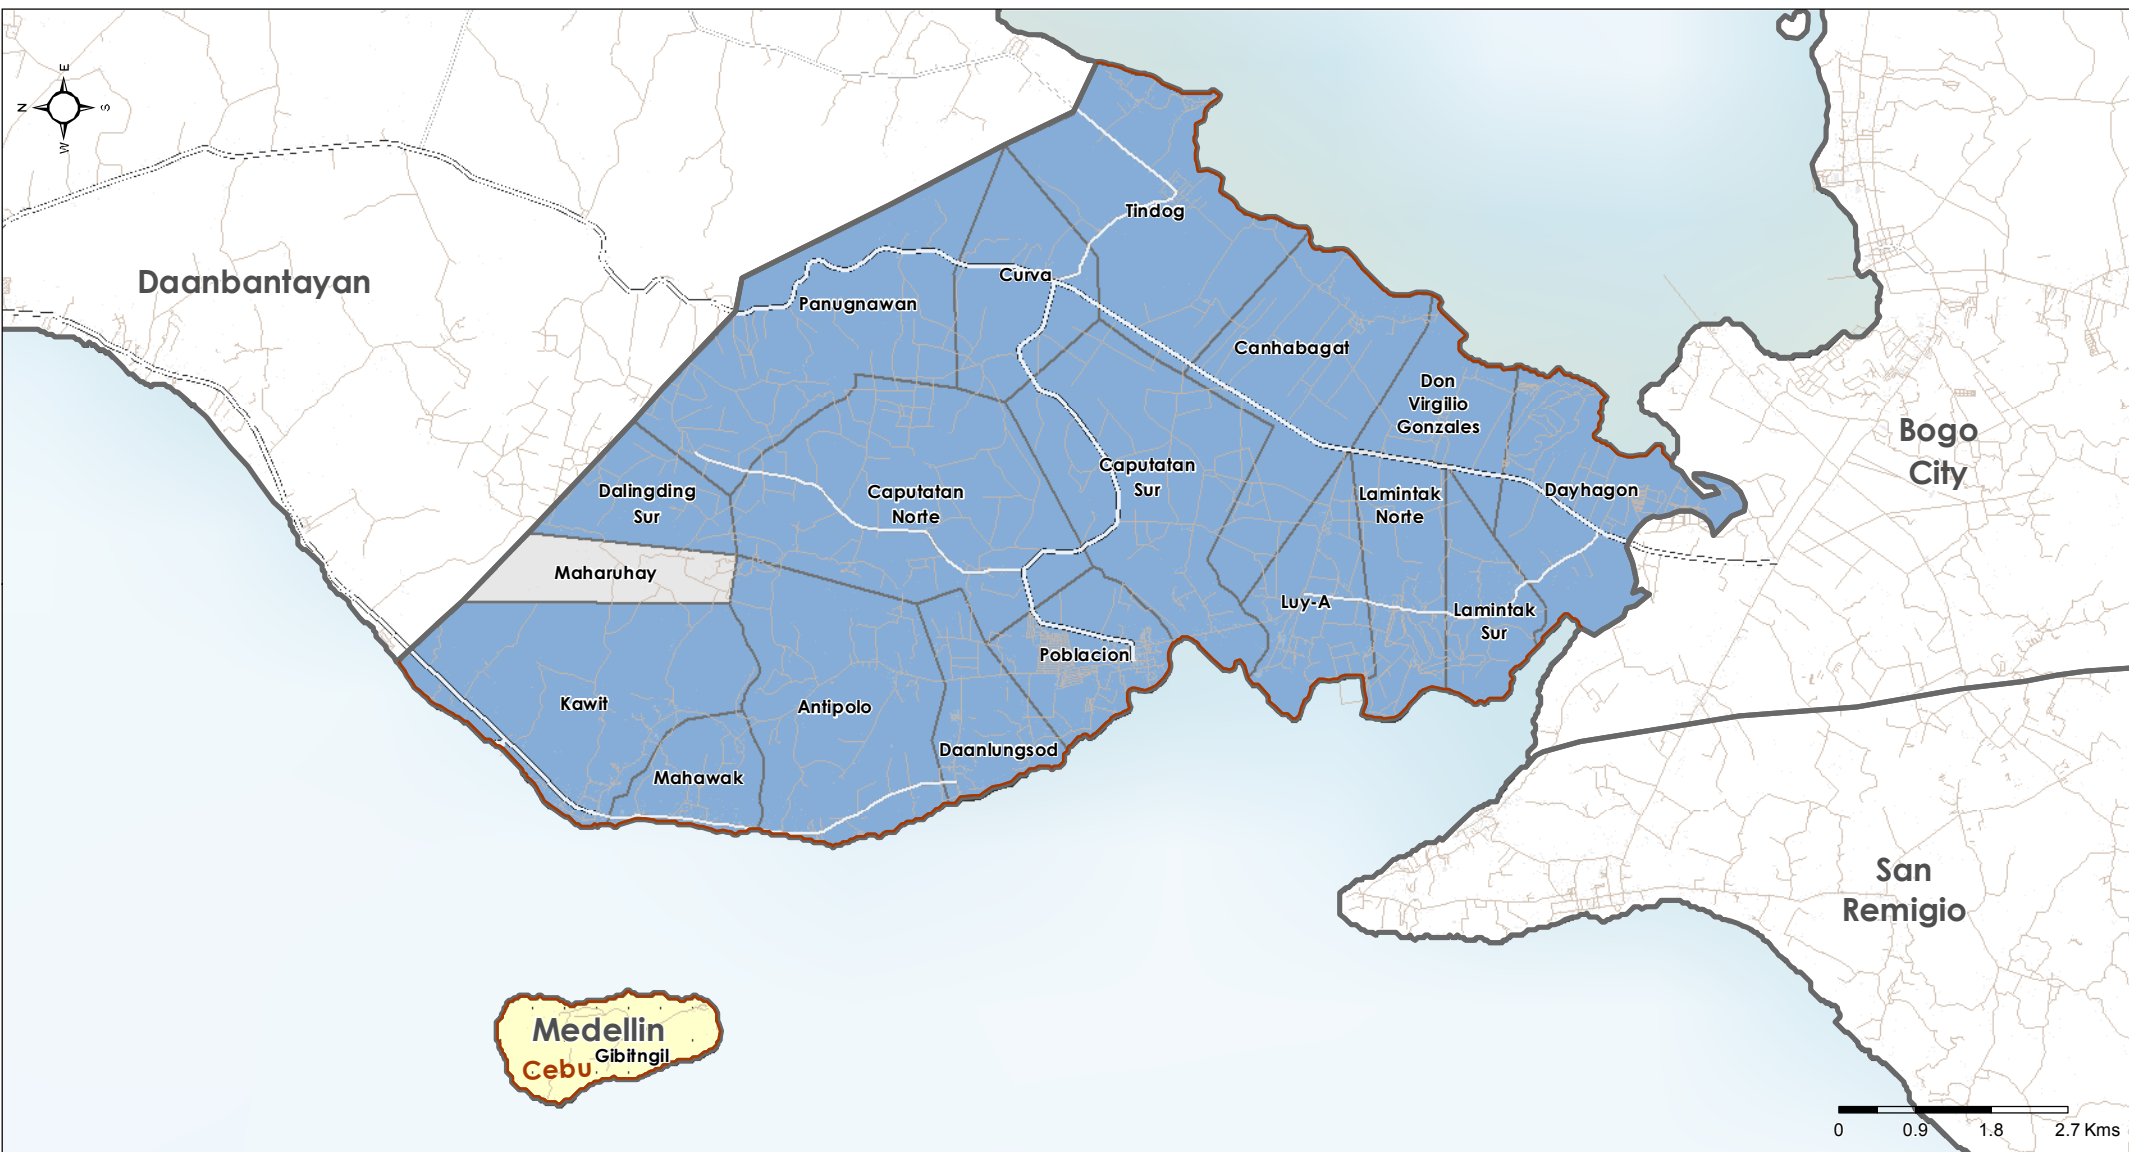 E
N
S
W
Daanbantayan
Tindog
Curva
Panugnawan
Canhabagat
Don
Virgilio
Gonzales
Bogo
City
Caputatan
Sur
Dalingding
Sur
Caputatan
Norte
Lamintak
Norte
Dayhagon
Maharuhay
Luy-A
Lamintak
Sur
Poblacion
Kawit
Antipolo
Daanlungsod
Mahawak
San
Remigio
Medellin
Gibitngil
Cebu
0 0.9 1.8 2.7 Kms